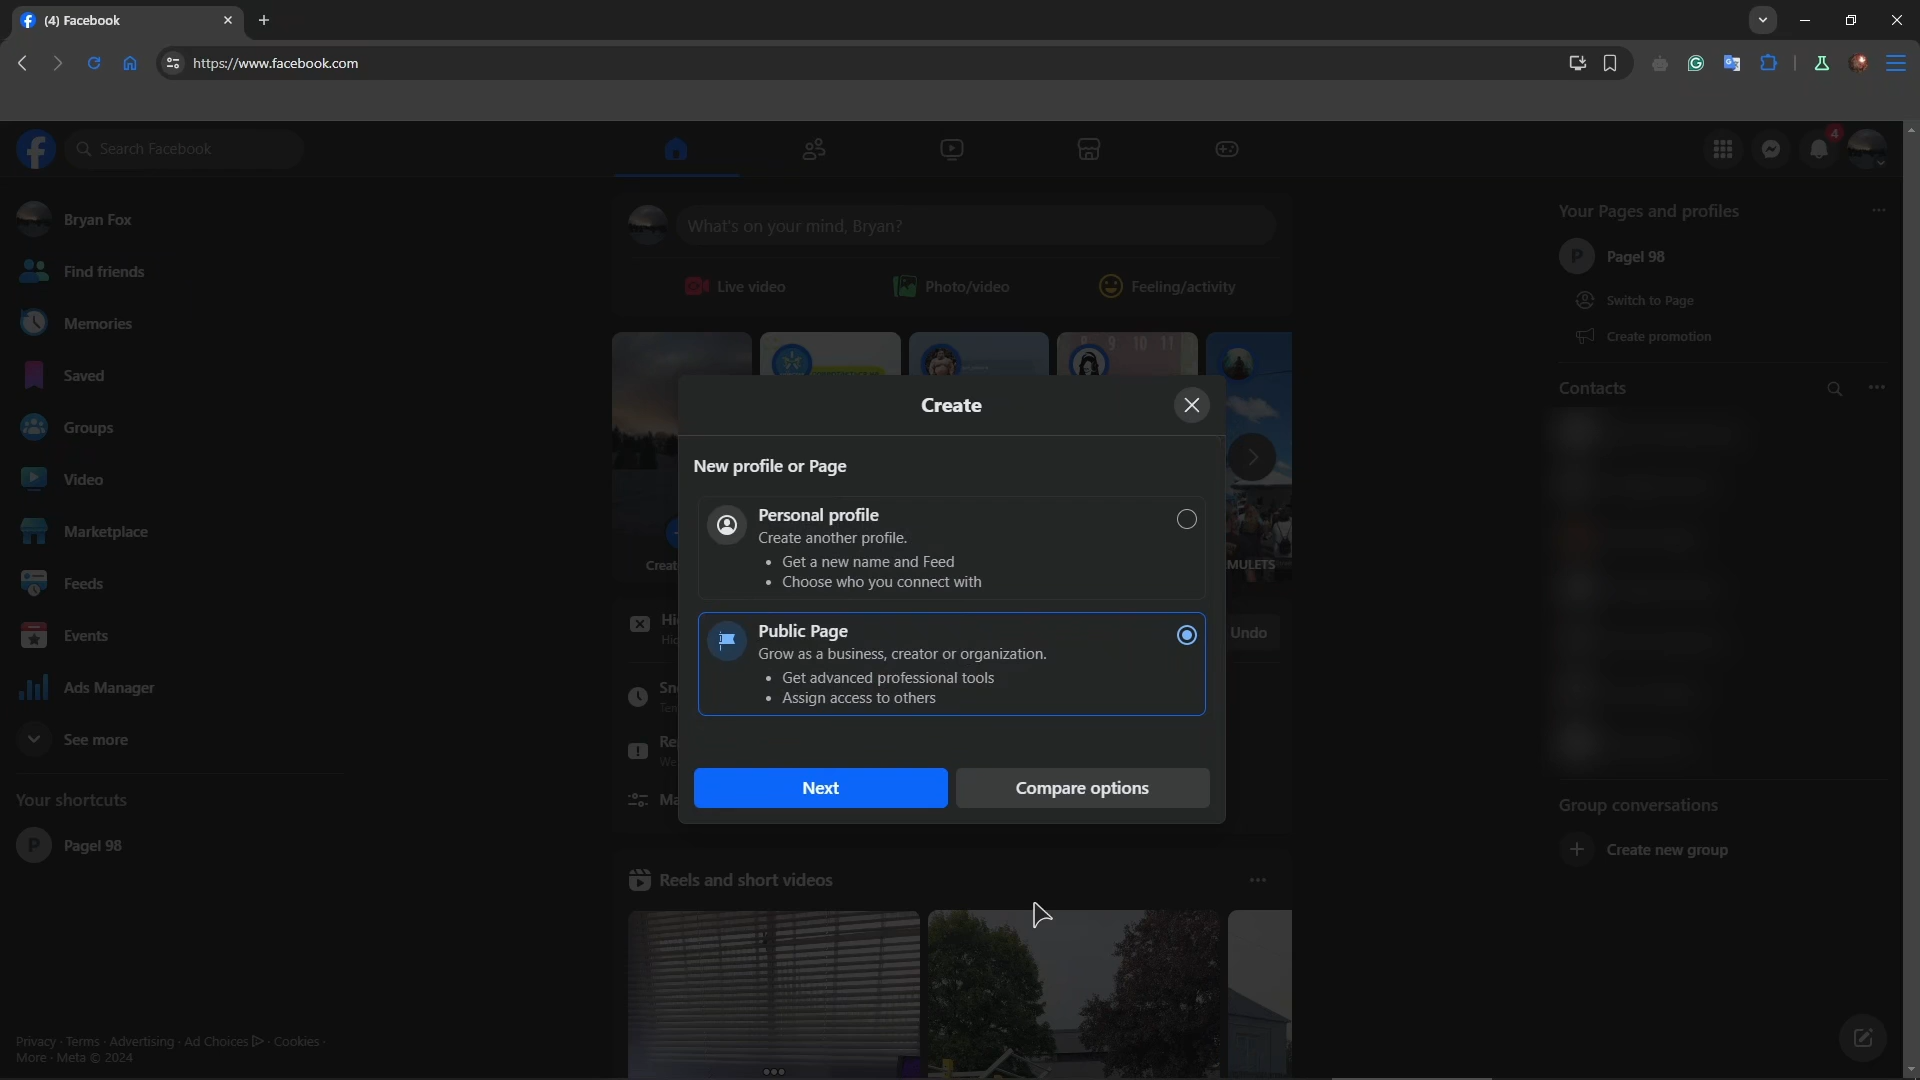 (4) Facebook
https://www.facebook.com
Search Facebook
4
Bryan Fox
Find friends
Memories
Saved
Groups
Video
Marketplace
Feeds
Events
Ads Manager
See more
Your shortcuts
P
Pagel 98
Privacy · Terms · Advertising · Ad Choices · Cookies ·
More · Meta © 2024
What's on your mind, Bryan?
Live video
Photo/video
Feeling/activity
9 10 11
MULETS
Undo
Create
New profile or Page
Personal profile
Create another profile.
• Get a new name and Feed
• Choose who you connect with
Public Page
Grow as a business, creator or organization.
• Get advanced professional tools
• Assign access to others
Next
Compare options
Reels and short videos
Your Pages and profiles
P
Pagel 98
Switch to Page
Create promotion
Contacts
Group conversations
Create new group